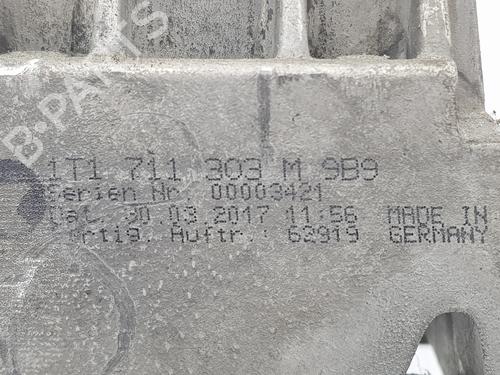 B-PARTS
1T1 711 303 M 9B9
Serien Nr. 00003421
Dat. 30.03.2017 11:56 MADE IN
Fertig. Auftr.: 62919 GERMANY